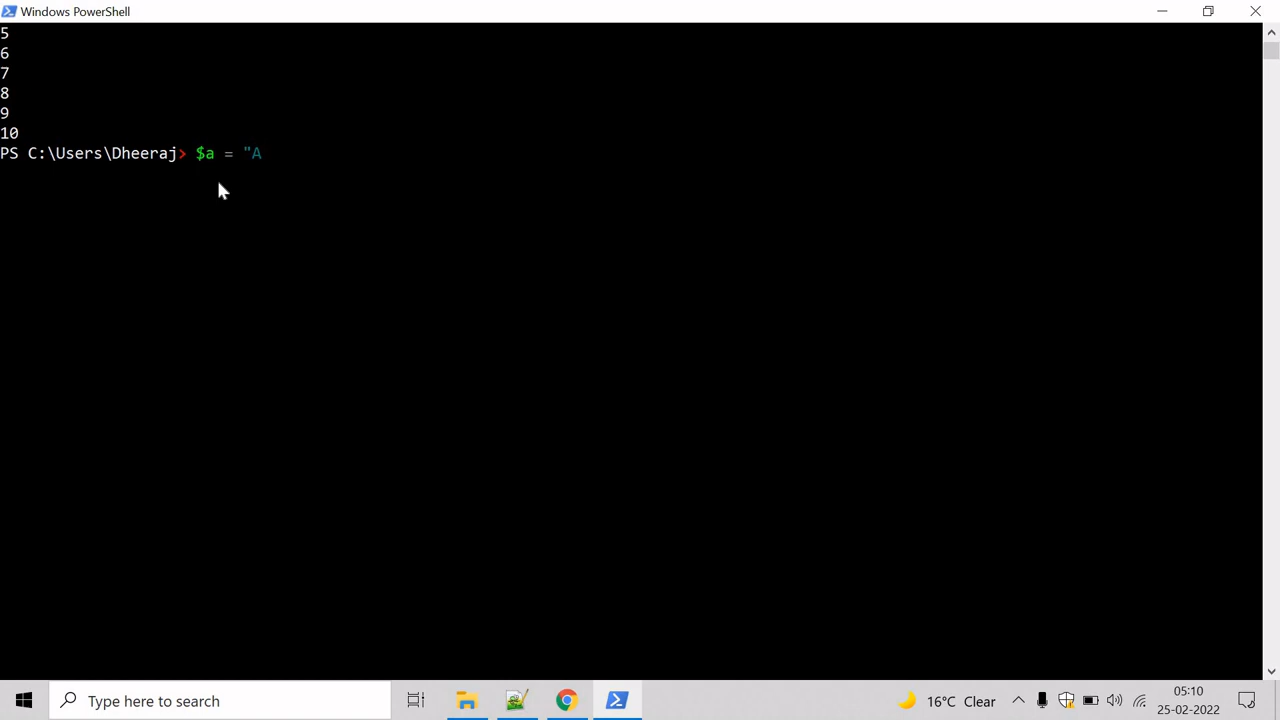 Windows PowerShell
5
6
7
8
9
10
PS C:\Users\Dheeraj> $a = "A
Type here to search
16°C Clear
05:10
25-02-2022